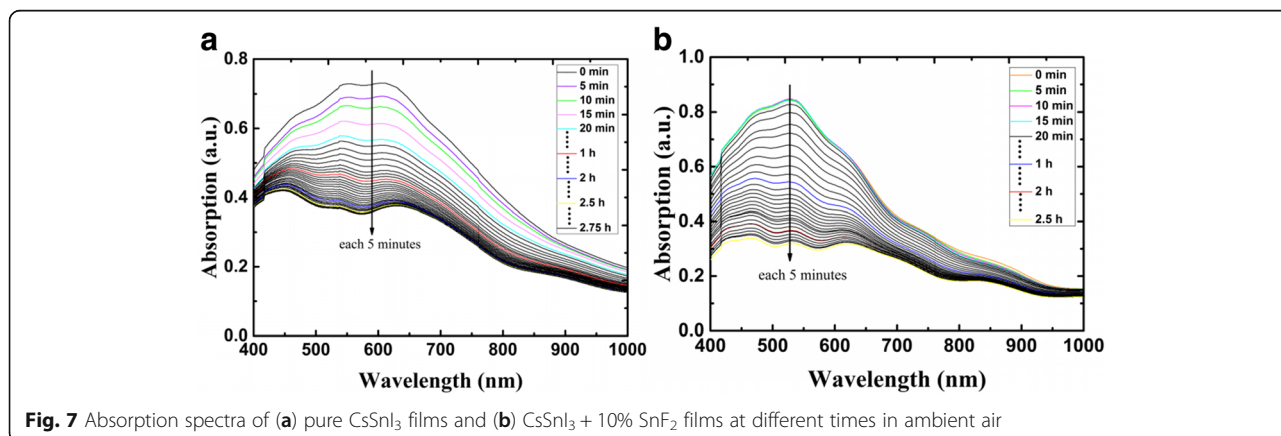 a
0.8
0.6
0.4
0.2
0.0
Absorption (a.u.)
0 min
5 min
10 min
15 min
20 min
1 h
2 h
2.5 h
2.75 h
each 5 minutes
400 500 600 700 800 900 1000
Wavelength (nm)
b
1.0
0.8
0.6
0.4
0.2
0.0
Absorption (a.u.)
0 min
5 min
10 min
15 min
20 min
1 h
2 h
2.5 h
each 5 minutes
400 500 600 700 800 900 1000
Wavelength (nm)
Fig. 7 Absorption spectra of (a) pure CsSnI₃ films and (b) CsSnI₃ + 10% SnF₂ films at different times in ambient air